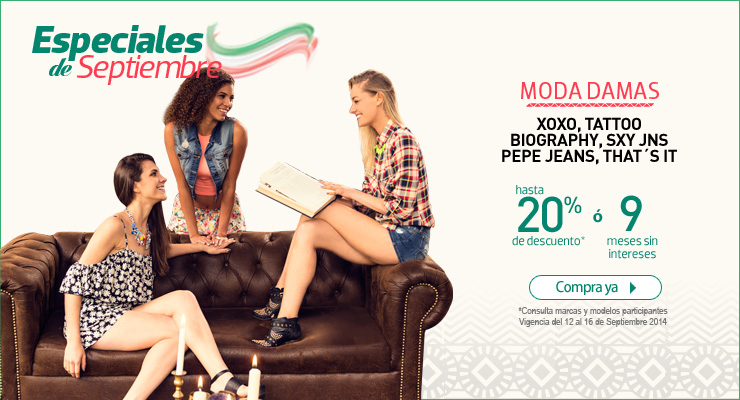 Especiales
de Septiembre
MODA DAMAS
XOXO, TATTOO
BIOGRAPHY, SXY JNS
PEPE JEANS, THAT´S IT
hasta
20% ó 9
de descuento* meses sin
intereses
Compra ya
*Consulta marcas y modelos participantes
Vigencia del 12 al 16 de Septiembre 2014